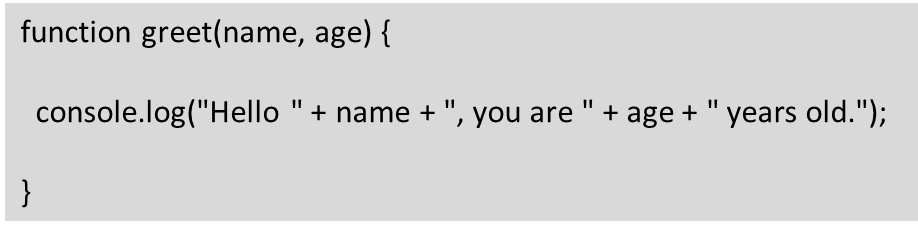 function greet(name, age) {
console.log("Hello " + name + ", you are " + age + " years old.");
}